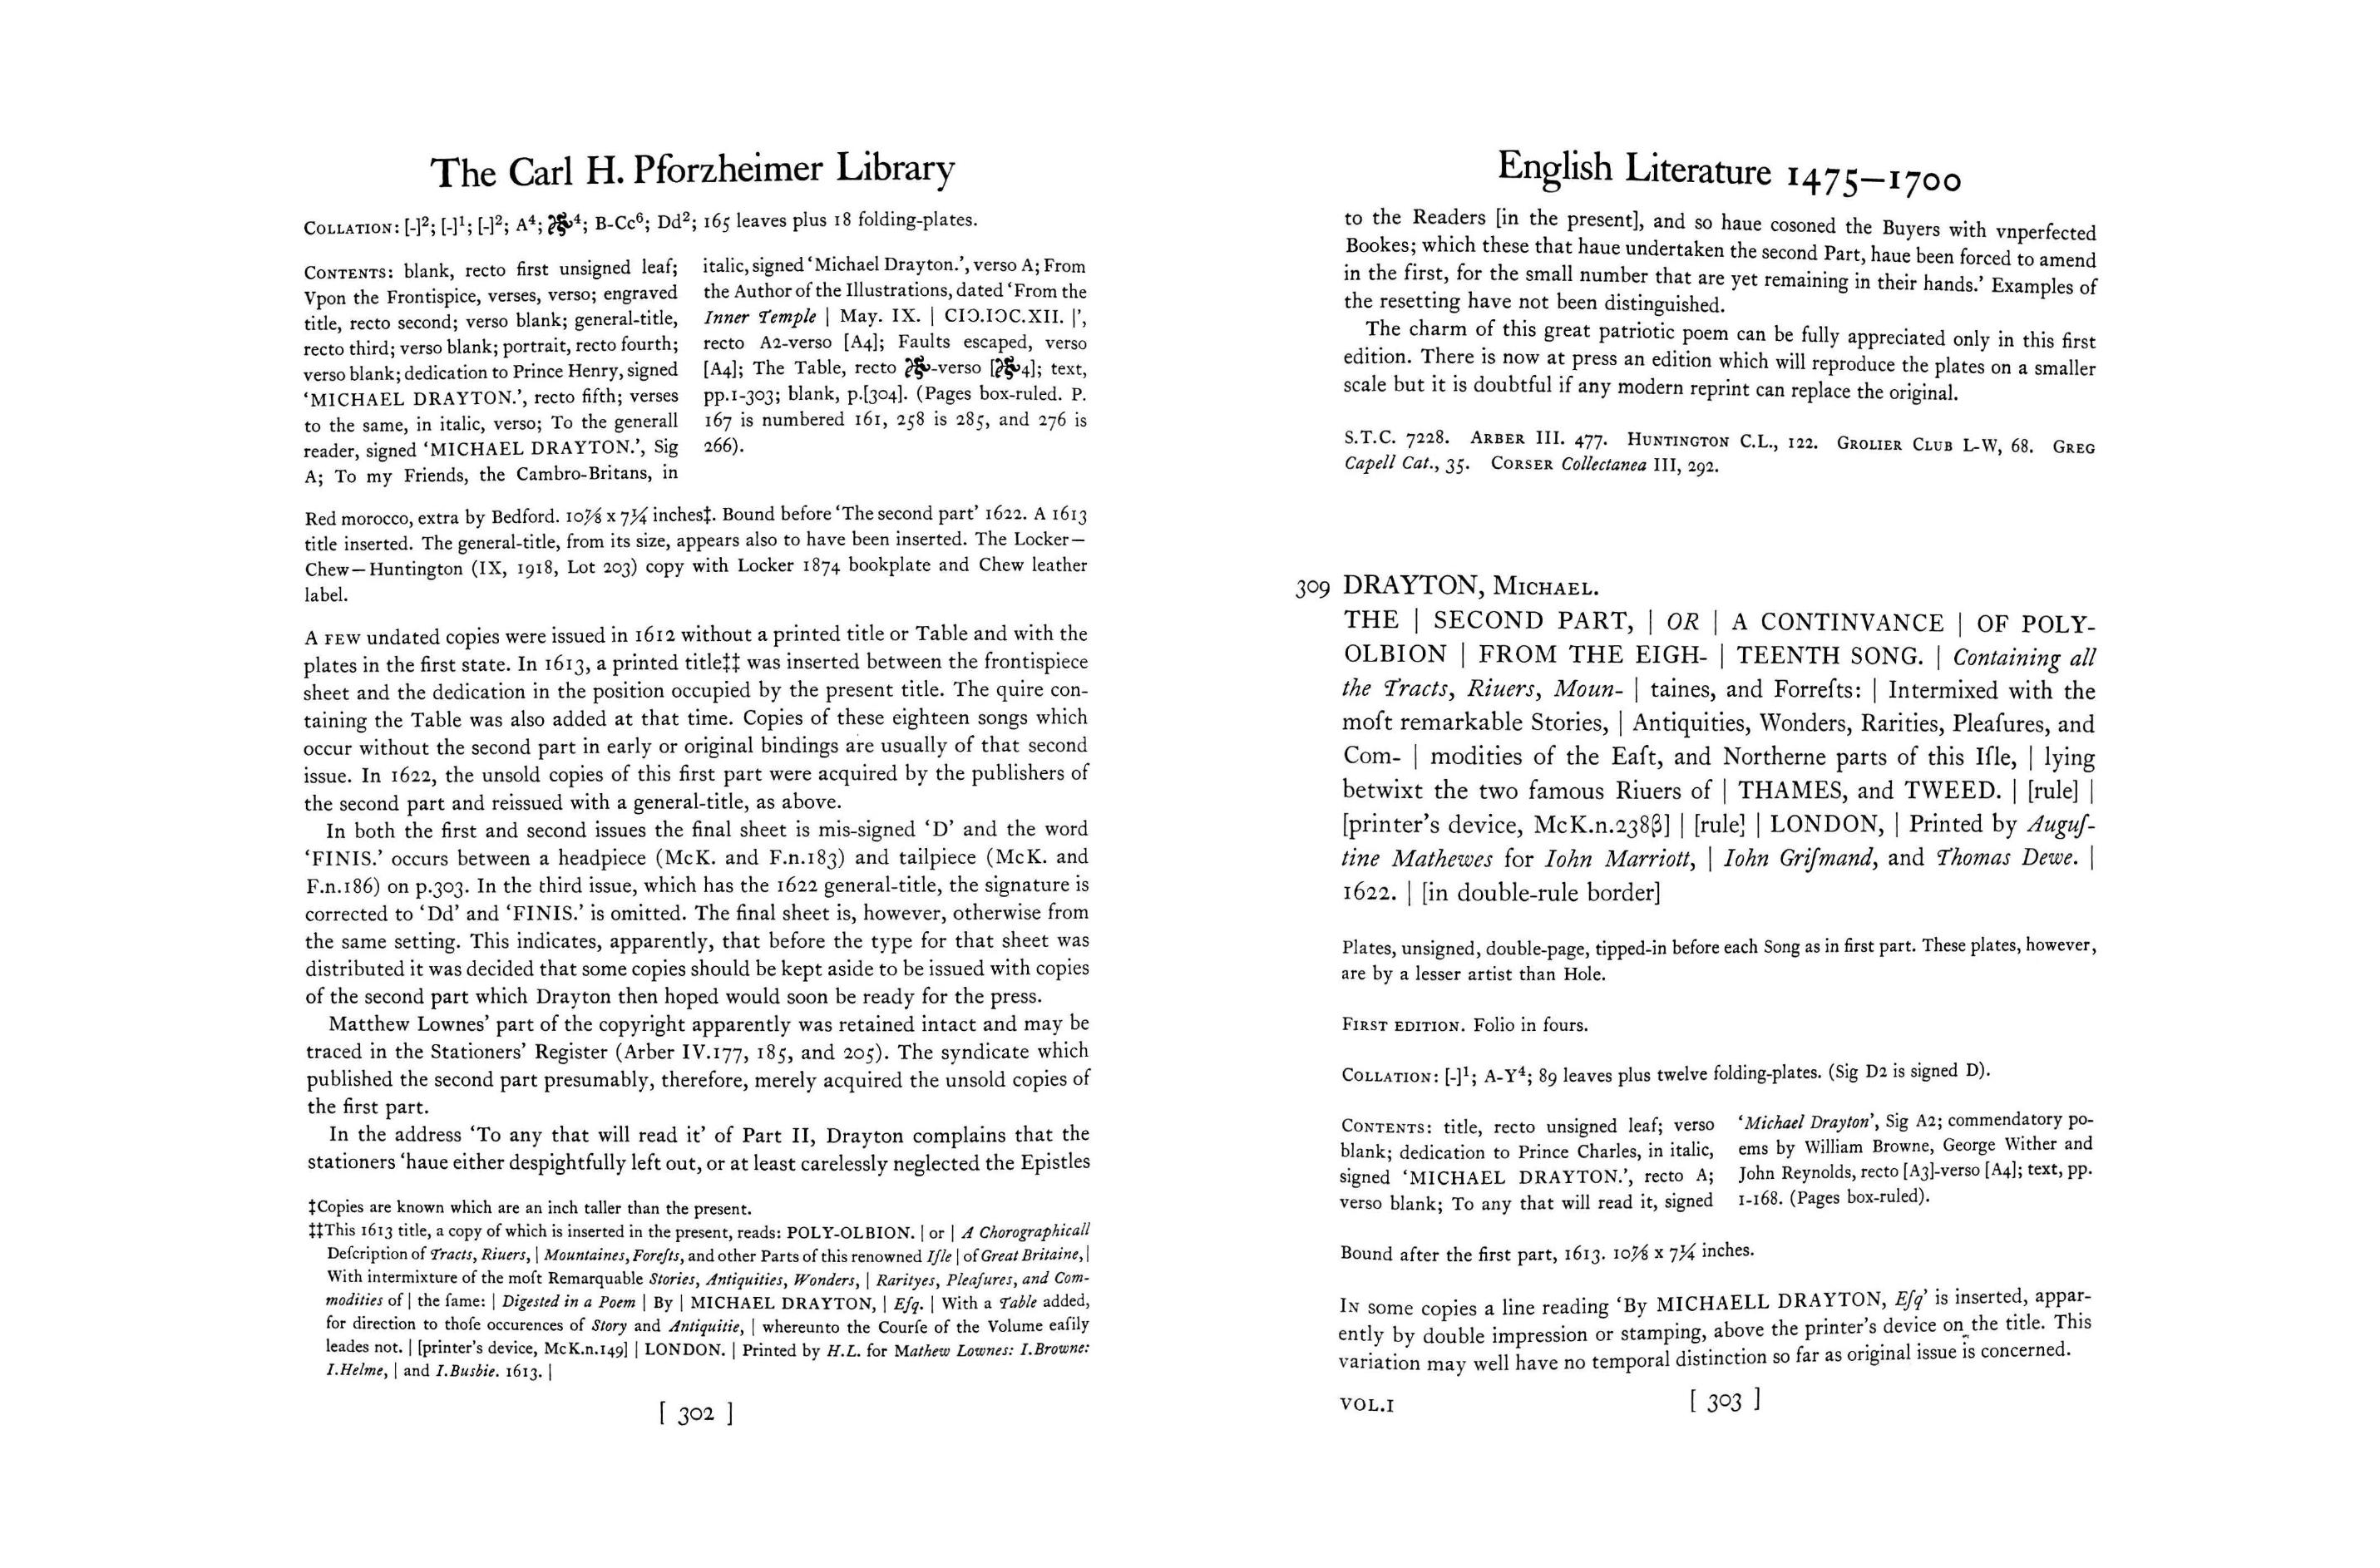 The Carl H. Pforzheimer Library
COLLATION: [-]²; [-]¹; [-]²; A⁴; ⁴; B-Cc⁶; Dd²; 165 leaves plus 18 folding-plates.
CONTENTS: blank, recto first unsigned leaf;
Vpon the Frontispice, verses, verso; engraved
title, recto second; verso blank; general-title,
recto third; verso blank; portrait, recto fourth;
verso blank; dedication to Prince Henry, signed
‘MICHAEL DRAYTON.’, recto fifth; verses
to the same, in italic, verso; To the generall
reader, signed ‘MICHAEL DRAYTON.’, Sig
A; To my Friends, the Cambro-Britans, in
italic, signed ‘Michael Drayton.’, verso A; From
the Author of the Illustrations, dated ‘From the
Inner Temple | May. IX. | CIↃ.IↃC.XII. |’,
recto A2-verso [A4]; Faults escaped, verso
[A4]; The Table, recto -verso [4]; text,
pp.1-303; blank, p.[304]. (Pages box-ruled. P.
167 is numbered 161, 258 is 285, and 276 is
266).
Red morocco, extra by Bedford. 10⅞ x 7¼ inches‡. Bound before ‘The second part’ 1622. A 1613
title inserted. The general-title, from its size, appears also to have been inserted. The Locker—
Chew—Huntington (IX, 1918, Lot 203) copy with Locker 1874 bookplate and Chew leather
label.
A FEW undated copies were issued in 1612 without a printed title or Table and with the
plates in the first state. In 1613, a printed title‡‡ was inserted between the frontispiece
sheet and the dedication in the position occupied by the present title. The quire con-
taining the Table was also added at that time. Copies of these eighteen songs which
occur without the second part in early or original bindings are usually of that second
issue. In 1622, the unsold copies of this first part were acquired by the publishers of
the second part and reissued with a general-title, as above.
In both the first and second issues the final sheet is mis-signed ‘D’ and the word
‘FINIS.’ occurs between a headpiece (McK. and F.n.183) and tailpiece (McK. and
F.n.186) on p.303. In the third issue, which has the 1622 general-title, the signature is
corrected to ‘Dd’ and ‘FINIS.’ is omitted. The final sheet is, however, otherwise from
the same setting. This indicates, apparently, that before the type for that sheet was
distributed it was decided that some copies should be kept aside to be issued with copies
of the second part which Drayton then hoped would soon be ready for the press.
Matthew Lownes’ part of the copyright apparently was retained intact and may be
traced in the Stationers’ Register (Arber IV.177, 185, and 205). The syndicate which
published the second part presumably, therefore, merely acquired the unsold copies of
the first part.
In the address ‘To any that will read it’ of Part II, Drayton complains that the
stationers ‘haue either despightfully left out, or at least carelessly neglected the Epistles
‡Copies are known which are an inch taller than the present.
‡‡This 1613 title, a copy of which is inserted in the present, reads: POLY-OLBION. | or | A Chorographicall
Deſcription of Tracts, Riuers, | Mountaines, Foreſts, and other Parts of this renowned Iſle | of Great Britaine, |
With intermixture of the moſt Remarquable Stories, Antiquities, Wonders, | Rarityes, Pleaſures, and Com-
modities of | the ſame: | Digested in a Poem | By | MICHAEL DRAYTON, | Eſq. | With a Table added,
for direction to thoſe occurences of Story and Antiquitie, | whereunto the Courſe of the Volume eaſily
leades not. | [printer’s device, McK.n.149] | LONDON. | Printed by H.L. for Mathew Lownes: I.Browne:
I.Helme, | and I.Busbie. 1613. |
[ 302 ]
English Literature 1475—1700
to the Readers [in the present], and so haue cosoned the Buyers with vnperfected
Bookes; which these that haue undertaken the second Part, haue been forced to amend
in the first, for the small number that are yet remaining in their hands.’ Examples of
the resetting have not been distinguished.
The charm of this great patriotic poem can be fully appreciated only in this first
edition. There is now at press an edition which will reproduce the plates on a smaller
scale but it is doubtful if any modern reprint can replace the original.
S.T.C. 7228. ARBER III. 477. HUNTINGTON C.L., 122. GROLIER CLUB L-W, 68. GREG
Capell Cat., 35. CORSER Collectanea III, 292.
309 DRAYTON, MICHAEL.
THE | SECOND PART, | OR | A CONTINVANCE | OF POLY-
OLBION | FROM THE EIGH- | TEENTH SONG. | Containing all
the Tracts, Riuers, Moun- | taines, and Forreſts: | Intermixed with the
moſt remarkable Stories, | Antiquities, Wonders, Rarities, Pleaſures, and
Com- | modities of the Eaſt, and Northerne parts of this Iſle, | lying
betwixt the two famous Riuers of | THAMES, and TWEED. | [rule] |
[printer’s device, McK.n.238β] | [rule] | LONDON, | Printed by Auguſ-
tine Mathewes for Iohn Marriott, | Iohn Griſmand, and Thomas Dewe. |
1622. | [in double-rule border]
Plates, unsigned, double-page, tipped-in before each Song as in first part. These plates, however,
are by a lesser artist than Hole.
FIRST EDITION. Folio in fours.
COLLATION: [-]¹; A-Y⁴; 89 leaves plus twelve folding-plates. (Sig D2 is signed D).
CONTENTS: title, recto unsigned leaf; verso
blank; dedication to Prince Charles, in italic,
signed ‘MICHAEL DRAYTON.’, recto A;
verso blank; To any that will read it, signed
‘Michael Drayton’, Sig A2; commendatory po-
ems by William Browne, George Wither and
John Reynolds, recto [A3]-verso [A4]; text, pp.
1-168. (Pages box-ruled).
Bound after the first part, 1613. 10⅞ x 7¼ inches.
IN some copies a line reading ‘By MICHAELL DRAYTON, Eſq’ is inserted, appar-
ently by double impression or stamping, above the printer’s device on the title. This
variation may well have no temporal distinction so far as original issue is concerned.
VOL.I
[ 303 ]